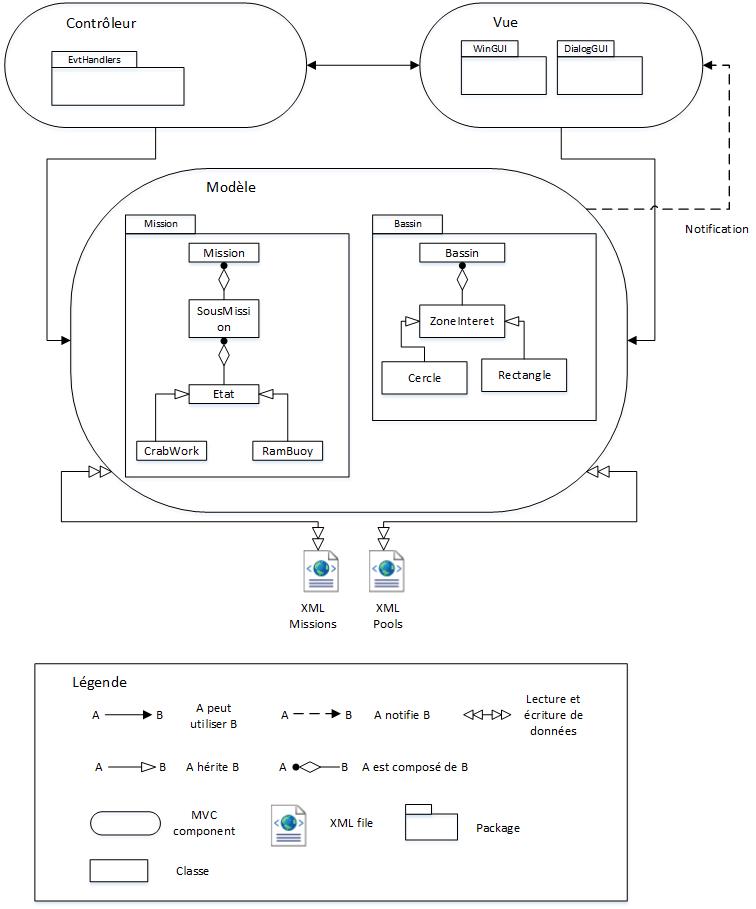 Contrôleur
EvtHandlers
Vue
WinGUI
DialogGUI
Modèle
Notification
Mission
Mission
SousMissi
on
Etat
CrabWork
RamBuoy
Bassin
Bassin
ZoneInteret
Cercle
Rectangle
XML
Missions
XML
Pools
Légende
A
B
A peut
utiliser B
A
B
A notifie B
Lecture et
écriture de
données
A
B
A hérite B
A
B
A est composé de B
MVC
component
XML file
Package
Classe